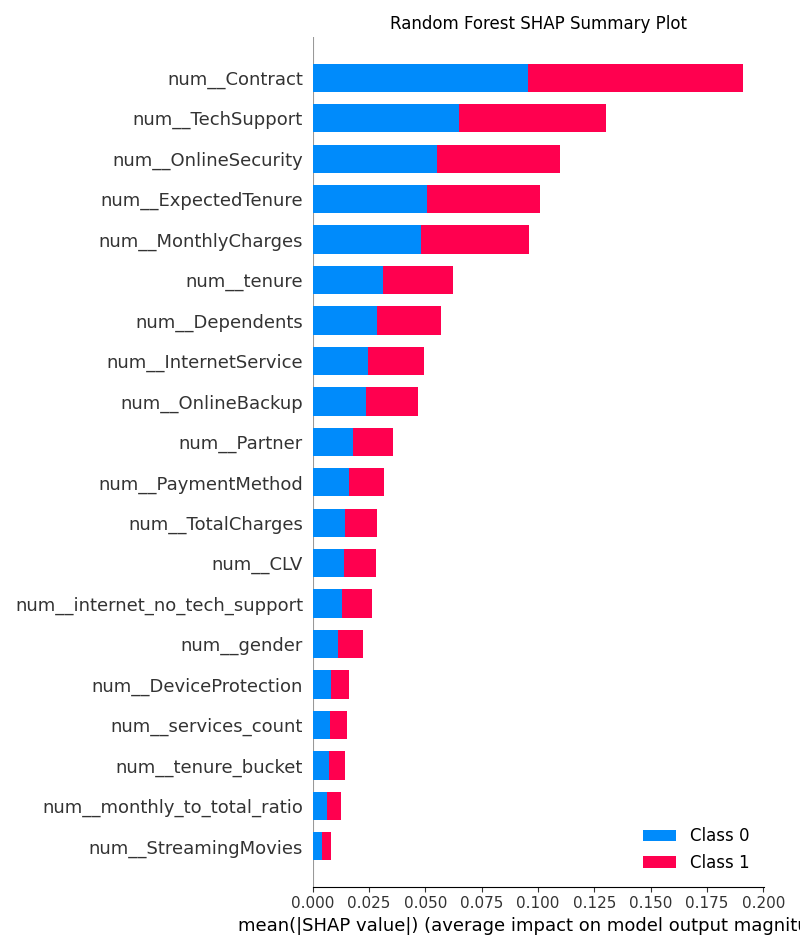 Random Forest SHAP Summary Plot
num__Contract
num__TechSupport
num__OnlineSecurity
num__ExpectedTenure
num__MonthlyCharges
num__tenure
num__Dependents
num__InternetService
num__OnlineBackup
num__Partner
num__PaymentMethod
num__TotalCharges
num__CLV
num__internet_no_tech_support
num__gender
num__DeviceProtection
num__services_count
num__tenure_bucket
num__monthly_to_total_ratio
num__StreamingMovies
Class 0
Class 1
0.000 0.025 0.050 0.075 0.100 0.125 0.150 0.175 0.200
mean(|SHAP value|) (average impact on model output magnitu